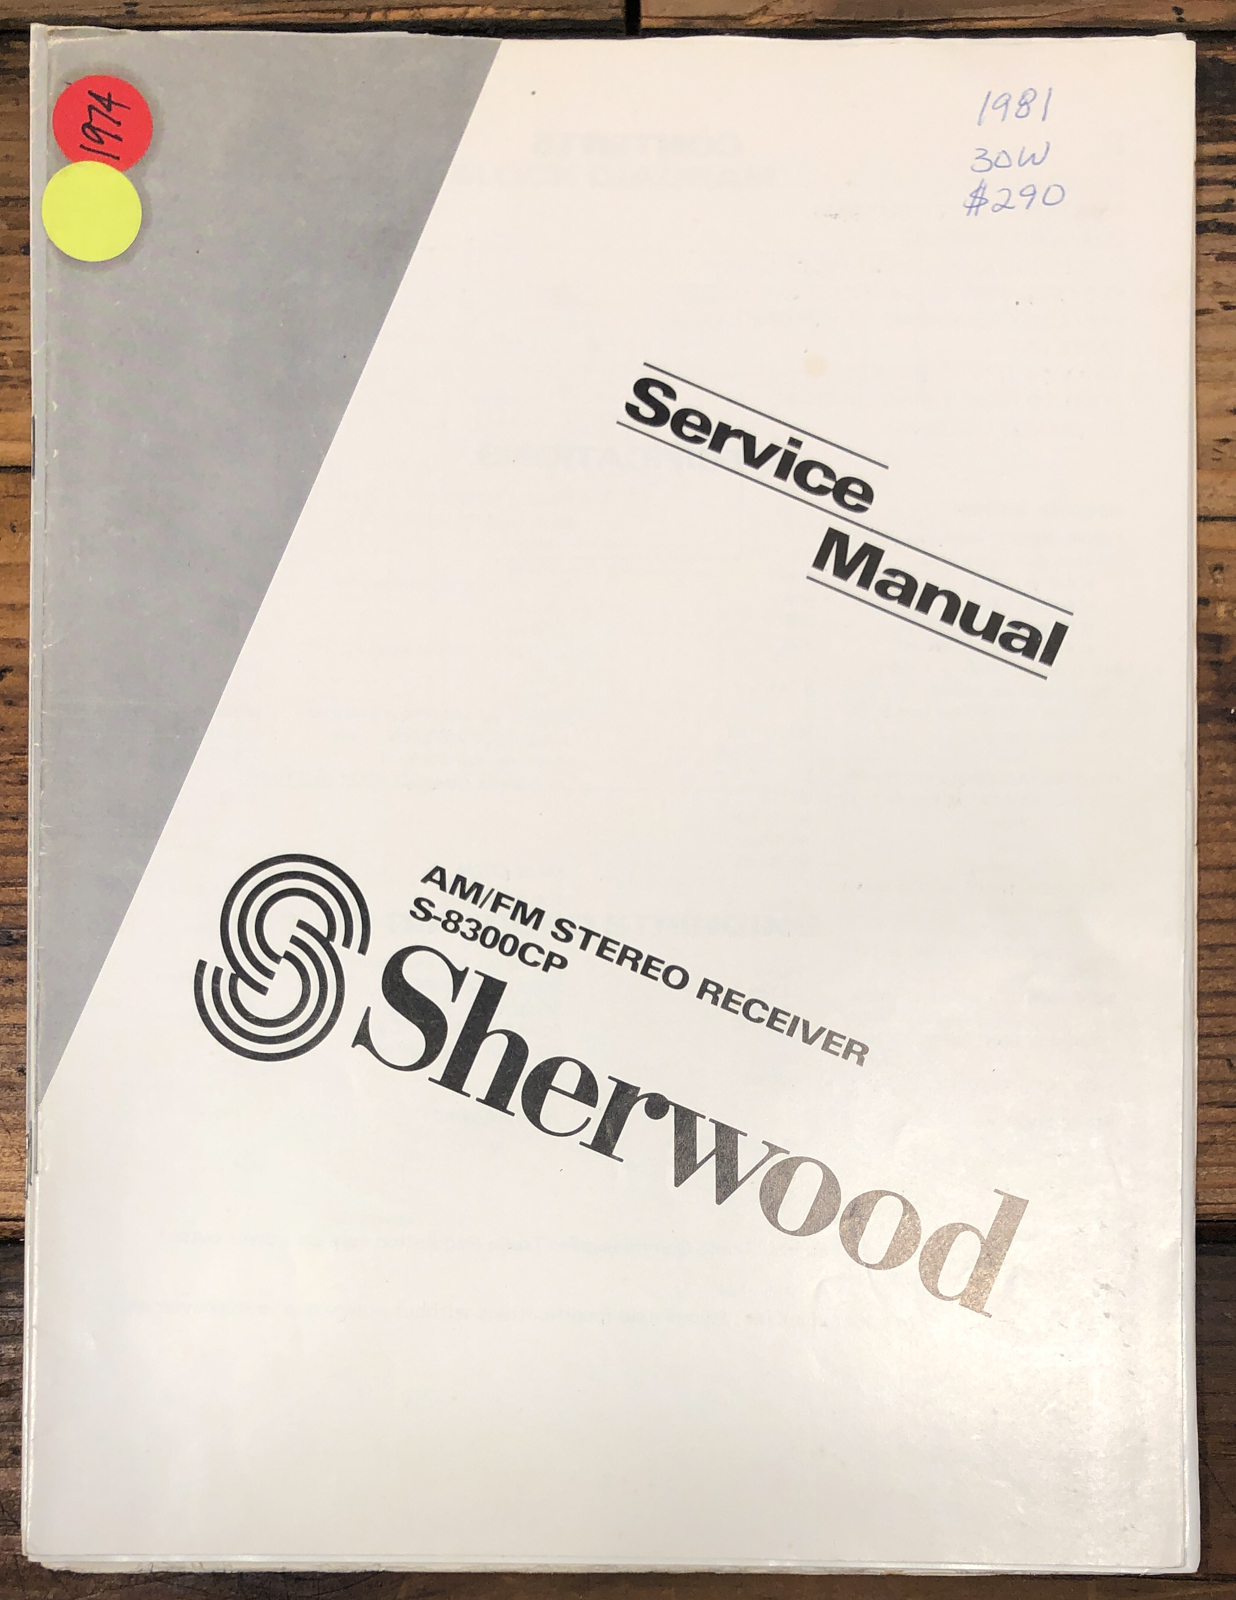 1974
1981
30W
$290
Service
Manual
AM/FM STEREO RECEIVER
S-8300CP
Sherwood